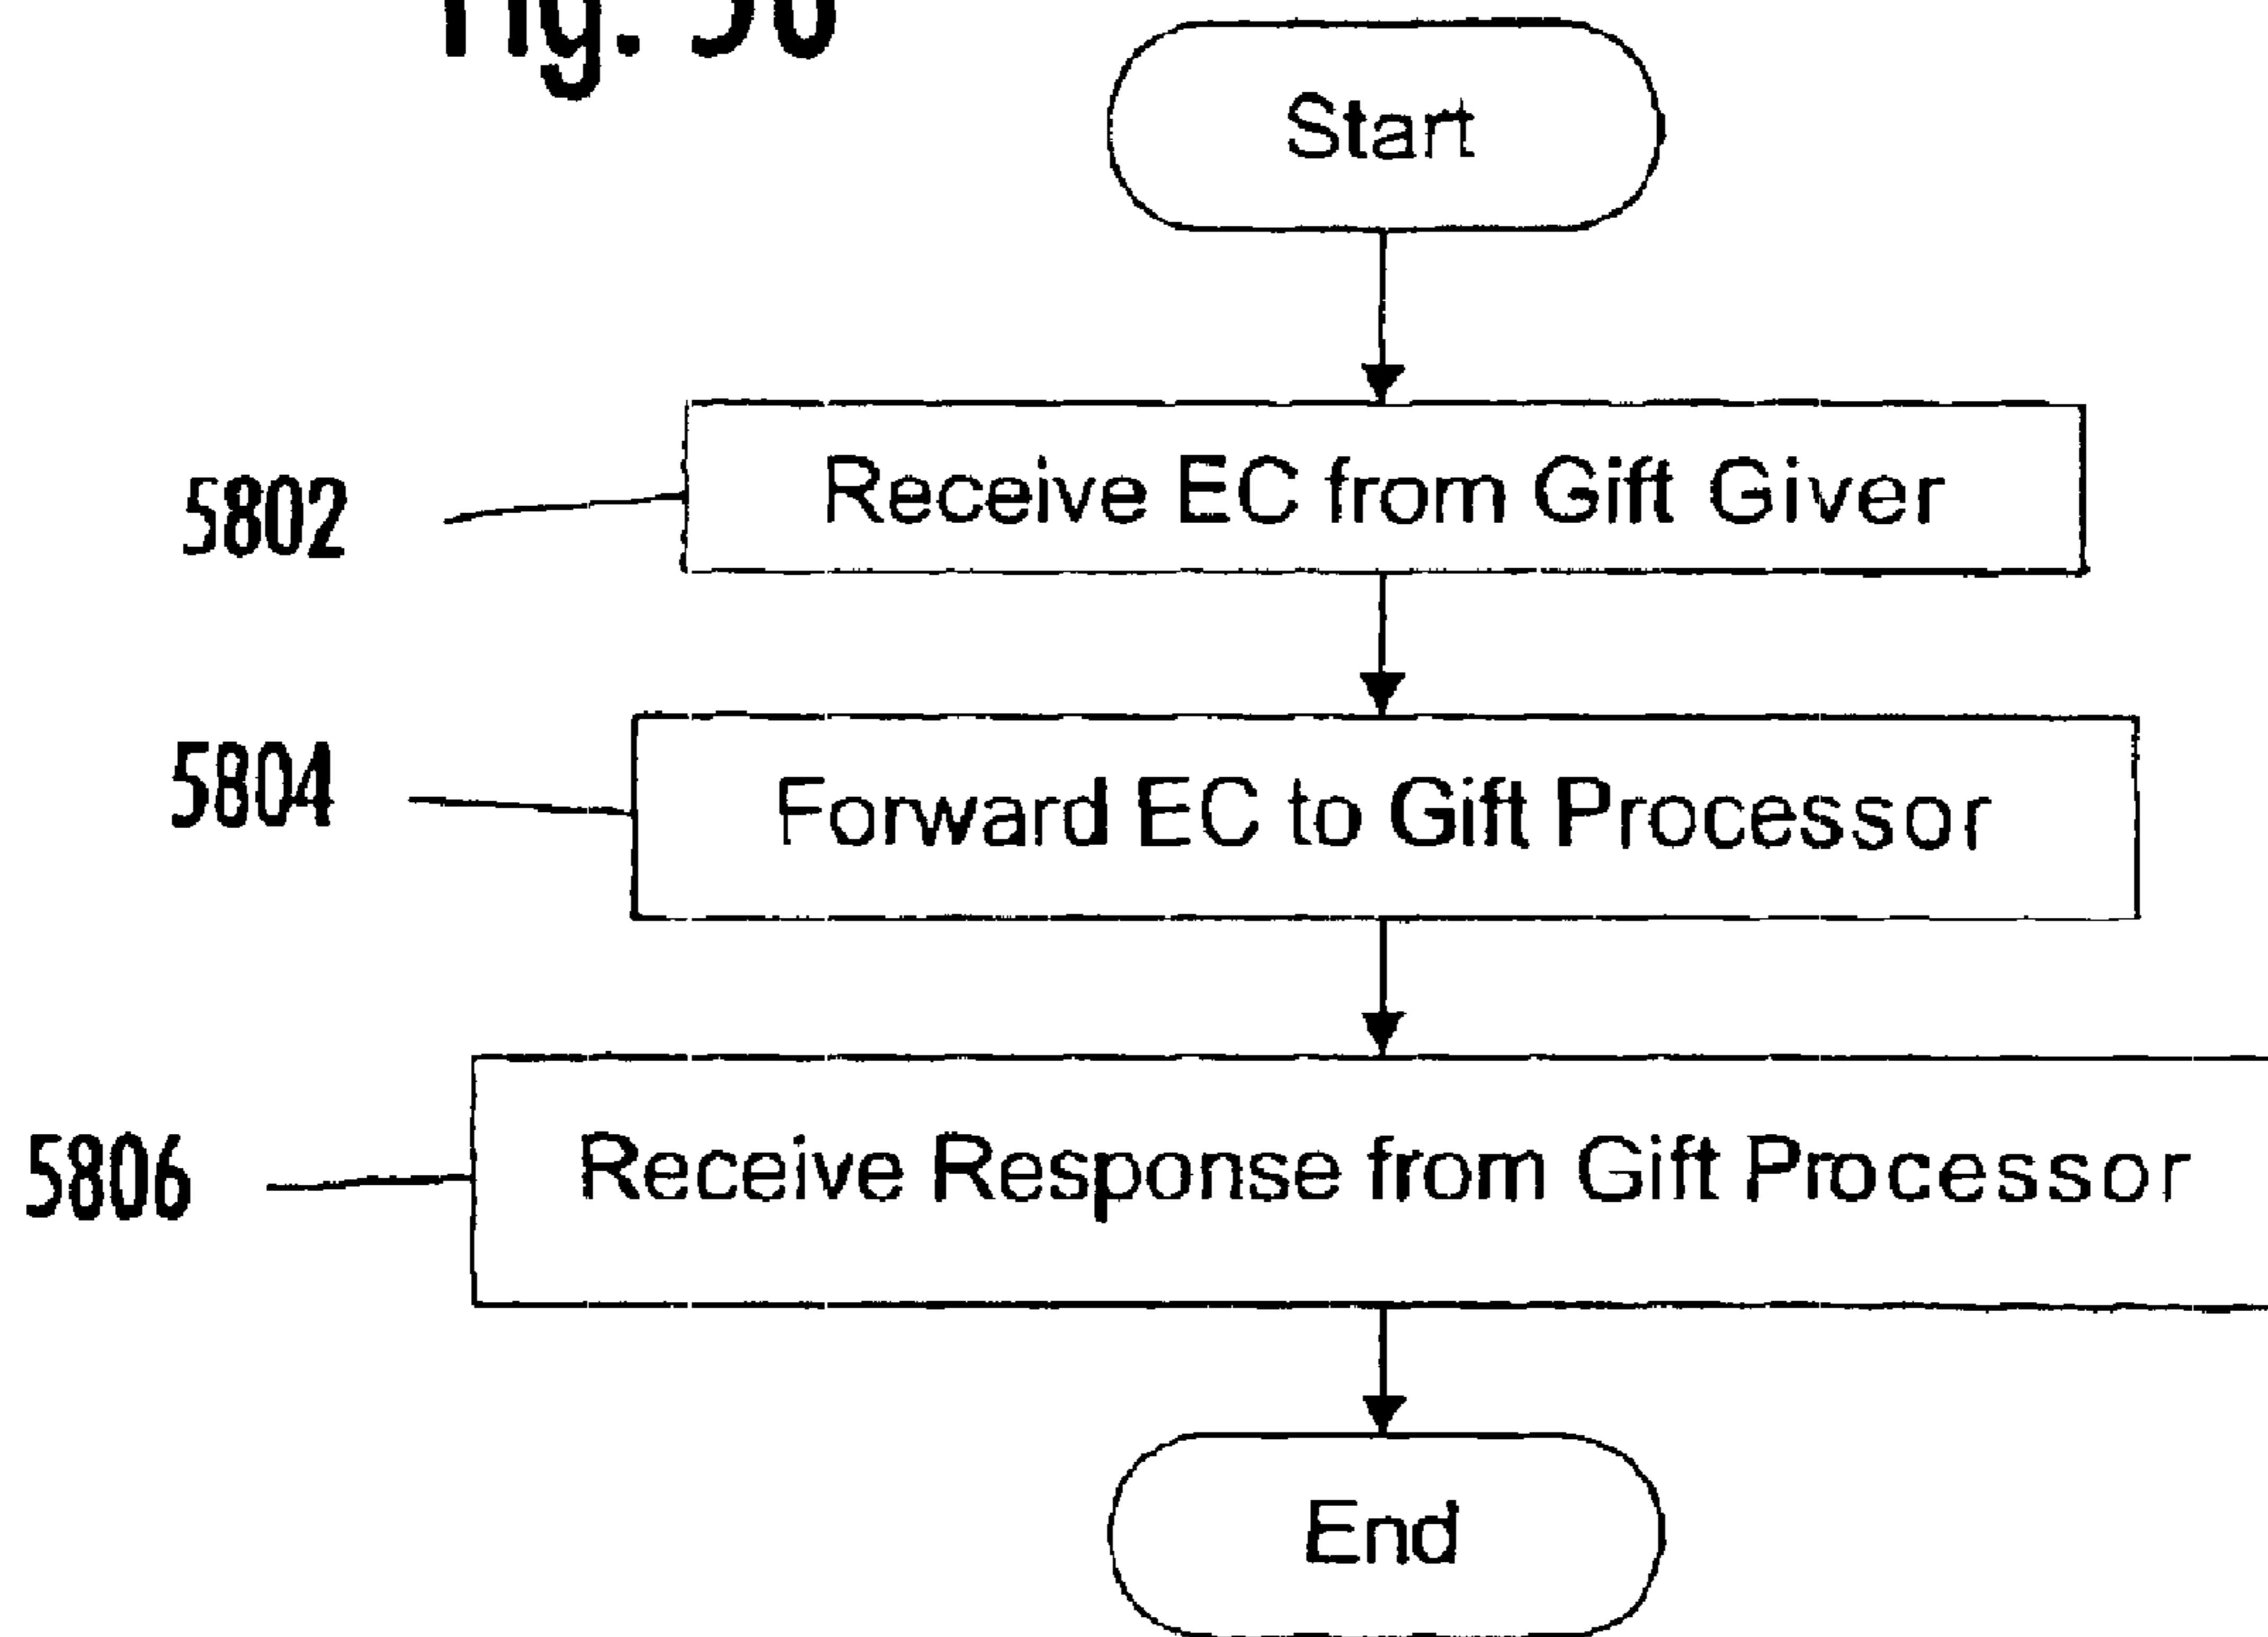 Fig.
Start
5802
Receive EC from Gift Giver
5804
Forward EC to Gift Processor
5806
Receive Response from Gift Processor
End